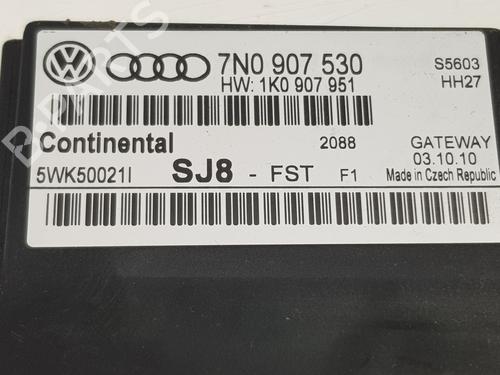 7N0 907 530
HW: 1K0 907 951
S5603
HH27
Continental
2088
GATEWAY
5WK50021I
SJ8 - FST F1
03.10.10
Made in Czech Republic
B-PARTS